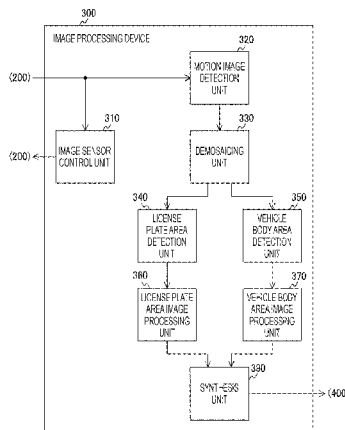 300
IMAGE PROCESSING DEVICE
320
MOTION IMAGE
DETECTION
UNIT
(200)
310
330
(200)
IMAGE SENSOR
CONTROL UNIT
DEMOSAICING
UNIT
340
350
LICENSE
PLATE AREA
DETECTION
UNIT
VEHICLE
BODY AREA
DETECTION
UNIT
360
370
LICENSE PLATE
AREA IMAGE
PROCESSING
UNIT
VEHICLE BODY
AREA IMAGE
PROCESSING
UNIT
380
SYNTHESIS
UNIT
(400)